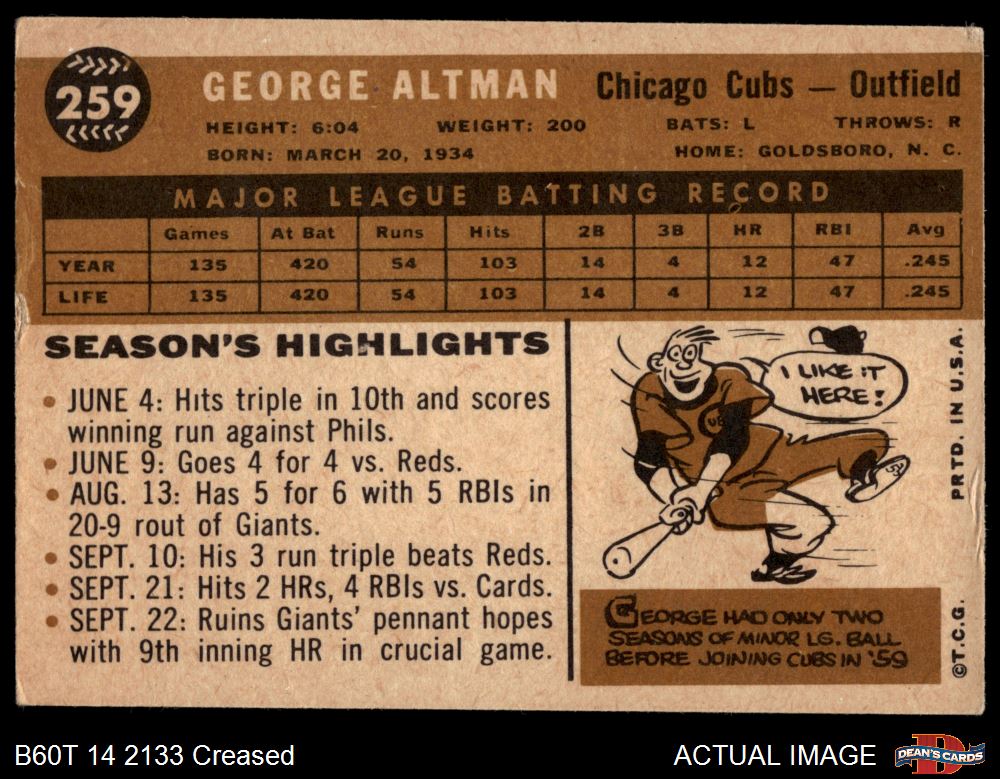 259
GEORGE ALTMAN
Chicago Cubs — Outfield
HEIGHT: 6:04 WEIGHT: 200 BATS: L THROWS: R
BORN: MARCH 20, 1934 HOME: GOLDSBORO, N. C.
MAJOR LEAGUE BATTING RECORD
Games At Bat Runs Hits 2B 3B HR RBI Avg
YEAR 135 420 54 103 14 4 12 47 .245
LIFE 135 420 54 103 14 4 12 47 .245
SEASON'S HIGHLIGHTS
• JUNE 4: Hits triple in 10th and scores
winning run against Phils.
• JUNE 9: Goes 4 for 4 vs. Reds.
• AUG. 13: Has 5 for 6 with 5 RBIs in
20-9 rout of Giants.
• SEPT. 10: His 3 run triple beats Reds.
• SEPT. 21: Hits 2 HRs, 4 RBIs vs. Cards.
• SEPT. 22: Ruins Giants' pennant hopes
with 9th inning HR in crucial game.
I LIKE IT
HERE!
GEORGE HAD ONLY TWO
SEASONS OF MINOR LG. BALL
BEFORE JOINING CUBS IN '59
©T.C.G. PRTD. IN U.S.A.
B60T 14 2133 Creased
ACTUAL IMAGE
DEAN'S CARDS